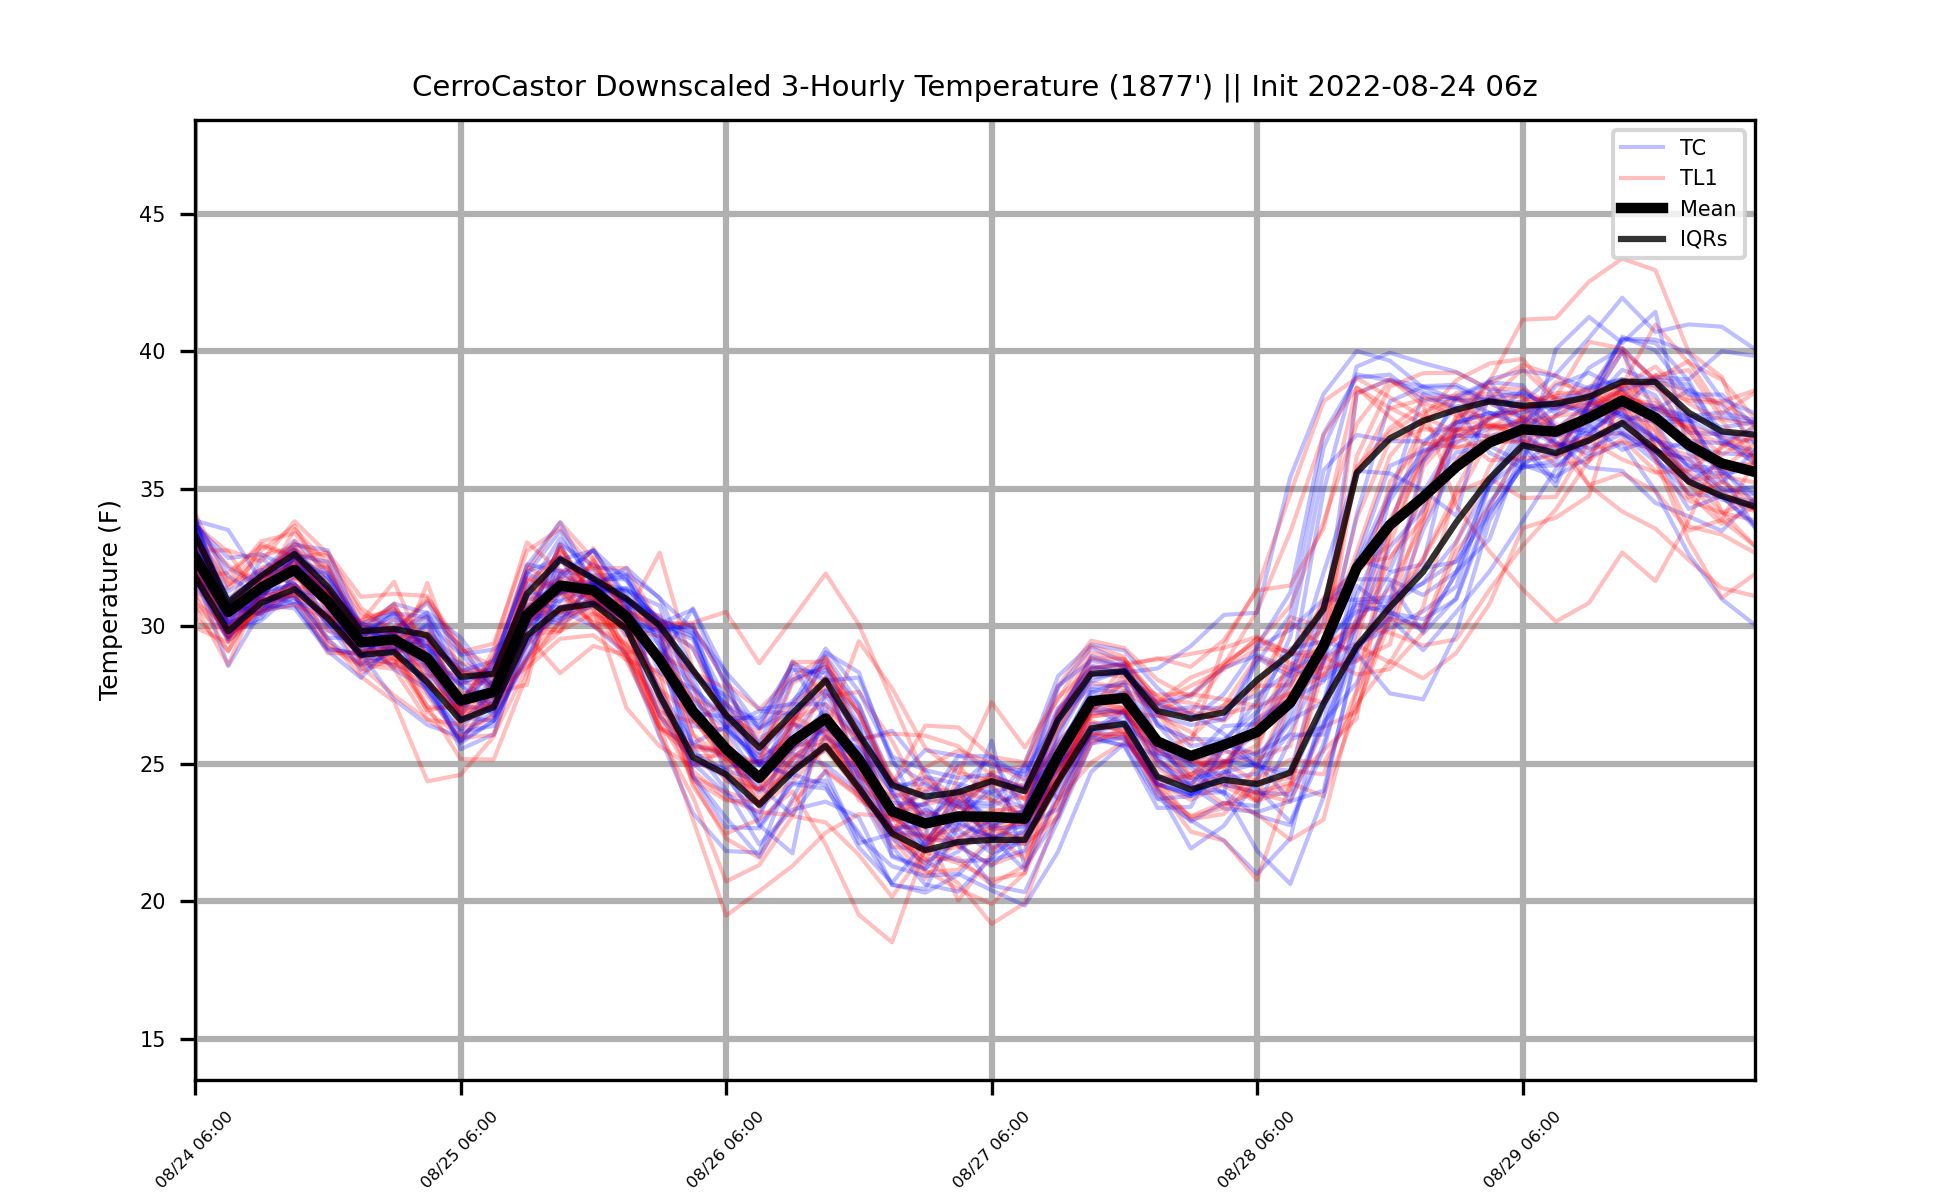 CerroCastor Downscaled 3-Hourly Temperature (1877') || Init 2022-08-24 06z
TC
TL1
Mean
IQRs
Temperature (F)
45
40
35
30
25
20
15
08/24 06:00
08/25 06:00
08/26 06:00
08/27 06:00
08/28 06:00
08/29 06:00